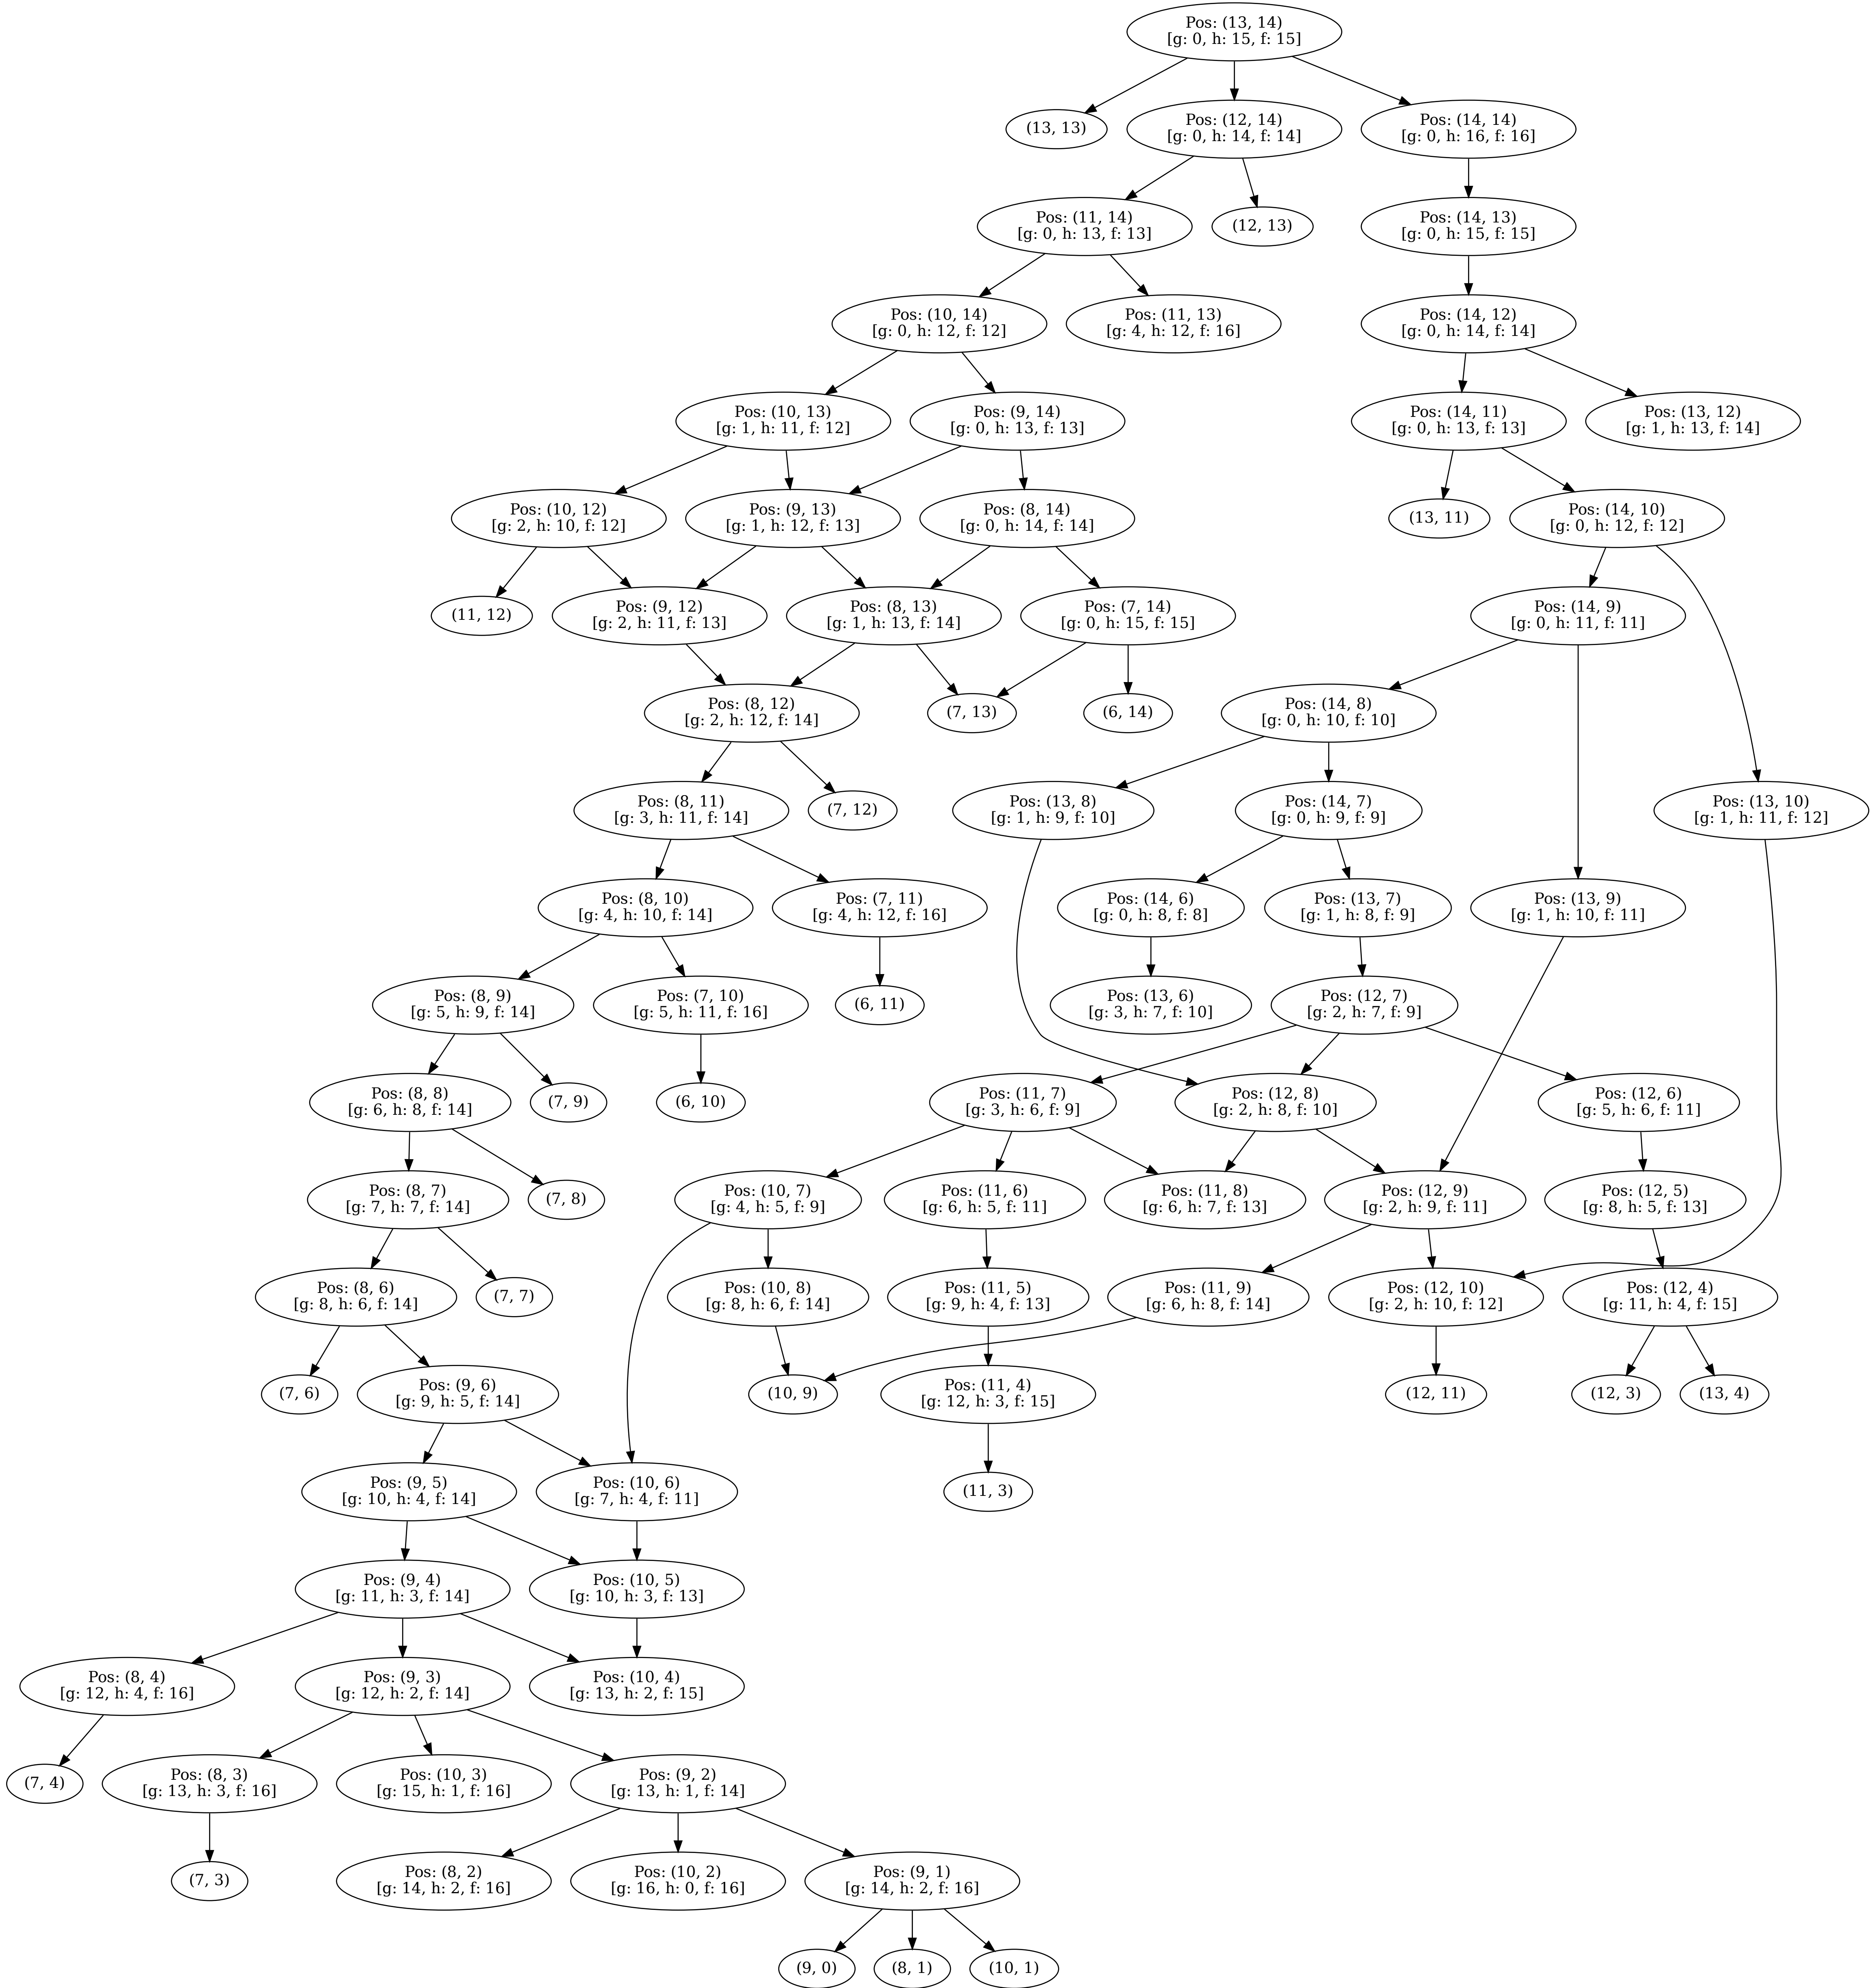 Pos: (13, 14)
[g: 0, h: 15, f: 15]
(13, 13)
Pos: (12, 14)
[g: 0, h: 14, f: 14]
Pos: (14, 14)
[g: 0, h: 16, f: 16]
Pos: (11, 14)
[g: 0, h: 13, f: 13]
(12, 13)
Pos: (14, 13)
[g: 0, h: 15, f: 15]
Pos: (10, 14)
[g: 0, h: 12, f: 12]
Pos: (11, 13)
[g: 4, h: 12, f: 16]
Pos: (14, 12)
[g: 0, h: 14, f: 14]
Pos: (10, 13)
[g: 1, h: 11, f: 12]
Pos: (9, 14)
[g: 0, h: 13, f: 13]
Pos: (14, 11)
[g: 0, h: 13, f: 13]
Pos: (13, 12)
[g: 1, h: 13, f: 14]
Pos: (10, 12)
[g: 2, h: 10, f: 12]
Pos: (9, 13)
[g: 1, h: 12, f: 13]
Pos: (8, 14)
[g: 0, h: 14, f: 14]
(13, 11)
Pos: (14, 10)
[g: 0, h: 12, f: 12]
(11, 12)
Pos: (9, 12)
[g: 2, h: 11, f: 13]
Pos: (8, 13)
[g: 1, h: 13, f: 14]
Pos: (7, 14)
[g: 0, h: 15, f: 15]
Pos: (14, 9)
[g: 0, h: 11, f: 11]
Pos: (8, 12)
[g: 2, h: 12, f: 14]
(7, 13)
(6, 14)
Pos: (14, 8)
[g: 0, h: 10, f: 10]
Pos: (8, 11)
[g: 3, h: 11, f: 14]
(7, 12)
Pos: (13, 8)
[g: 1, h: 9, f: 10]
Pos: (14, 7)
[g: 0, h: 9, f: 9]
Pos: (13, 10)
[g: 1, h: 11, f: 12]
Pos: (8, 10)
[g: 4, h: 10, f: 14]
Pos: (7, 11)
[g: 4, h: 12, f: 16]
Pos: (14, 6)
[g: 0, h: 8, f: 8]
Pos: (13, 7)
[g: 1, h: 8, f: 9]
Pos: (13, 9)
[g: 1, h: 10, f: 11]
Pos: (8, 9)
[g: 5, h: 9, f: 14]
Pos: (7, 10)
[g: 5, h: 11, f: 16]
(6, 11)
Pos: (13, 6)
[g: 3, h: 7, f: 10]
Pos: (12, 7)
[g: 2, h: 7, f: 9]
Pos: (8, 8)
[g: 6, h: 8, f: 14]
(7, 9)
(6, 10)
Pos: (11, 7)
[g: 3, h: 6, f: 9]
Pos: (12, 8)
[g: 2, h: 8, f: 10]
Pos: (12, 6)
[g: 5, h: 6, f: 11]
Pos: (8, 7)
[g: 7, h: 7, f: 14]
(7, 8)
Pos: (10, 7)
[g: 4, h: 5, f: 9]
Pos: (11, 6)
[g: 6, h: 5, f: 11]
Pos: (11, 8)
[g: 6, h: 7, f: 13]
Pos: (12, 9)
[g: 2, h: 9, f: 11]
Pos: (12, 5)
[g: 8, h: 5, f: 13]
Pos: (8, 6)
[g: 8, h: 6, f: 14]
(7, 7)
Pos: (10, 8)
[g: 8, h: 6, f: 14]
Pos: (11, 5)
[g: 9, h: 4, f: 13]
Pos: (11, 9)
[g: 6, h: 8, f: 14]
Pos: (12, 10)
[g: 2, h: 10, f: 12]
Pos: (12, 4)
[g: 11, h: 4, f: 15]
(7, 6)
Pos: (9, 6)
[g: 9, h: 5, f: 14]
(10, 9)
Pos: (11, 4)
[g: 12, h: 3, f: 15]
(12, 11)
(12, 3)
(13, 4)
Pos: (9, 5)
[g: 10, h: 4, f: 14]
Pos: (10, 6)
[g: 7, h: 4, f: 11]
(11, 3)
Pos: (9, 4)
[g: 11, h: 3, f: 14]
Pos: (10, 5)
[g: 10, h: 3, f: 13]
Pos: (8, 4)
[g: 12, h: 4, f: 16]
Pos: (9, 3)
[g: 12, h: 2, f: 14]
Pos: (10, 4)
[g: 13, h: 2, f: 15]
(7, 4)
Pos: (8, 3)
[g: 13, h: 3, f: 16]
Pos: (10, 3)
[g: 15, h: 1, f: 16]
Pos: (9, 2)
[g: 13, h: 1, f: 14]
(7, 3)
Pos: (8, 2)
[g: 14, h: 2, f: 16]
Pos: (10, 2)
[g: 16, h: 0, f: 16]
Pos: (9, 1)
[g: 14, h: 2, f: 16]
(9, 0)
(8, 1)
(10, 1)